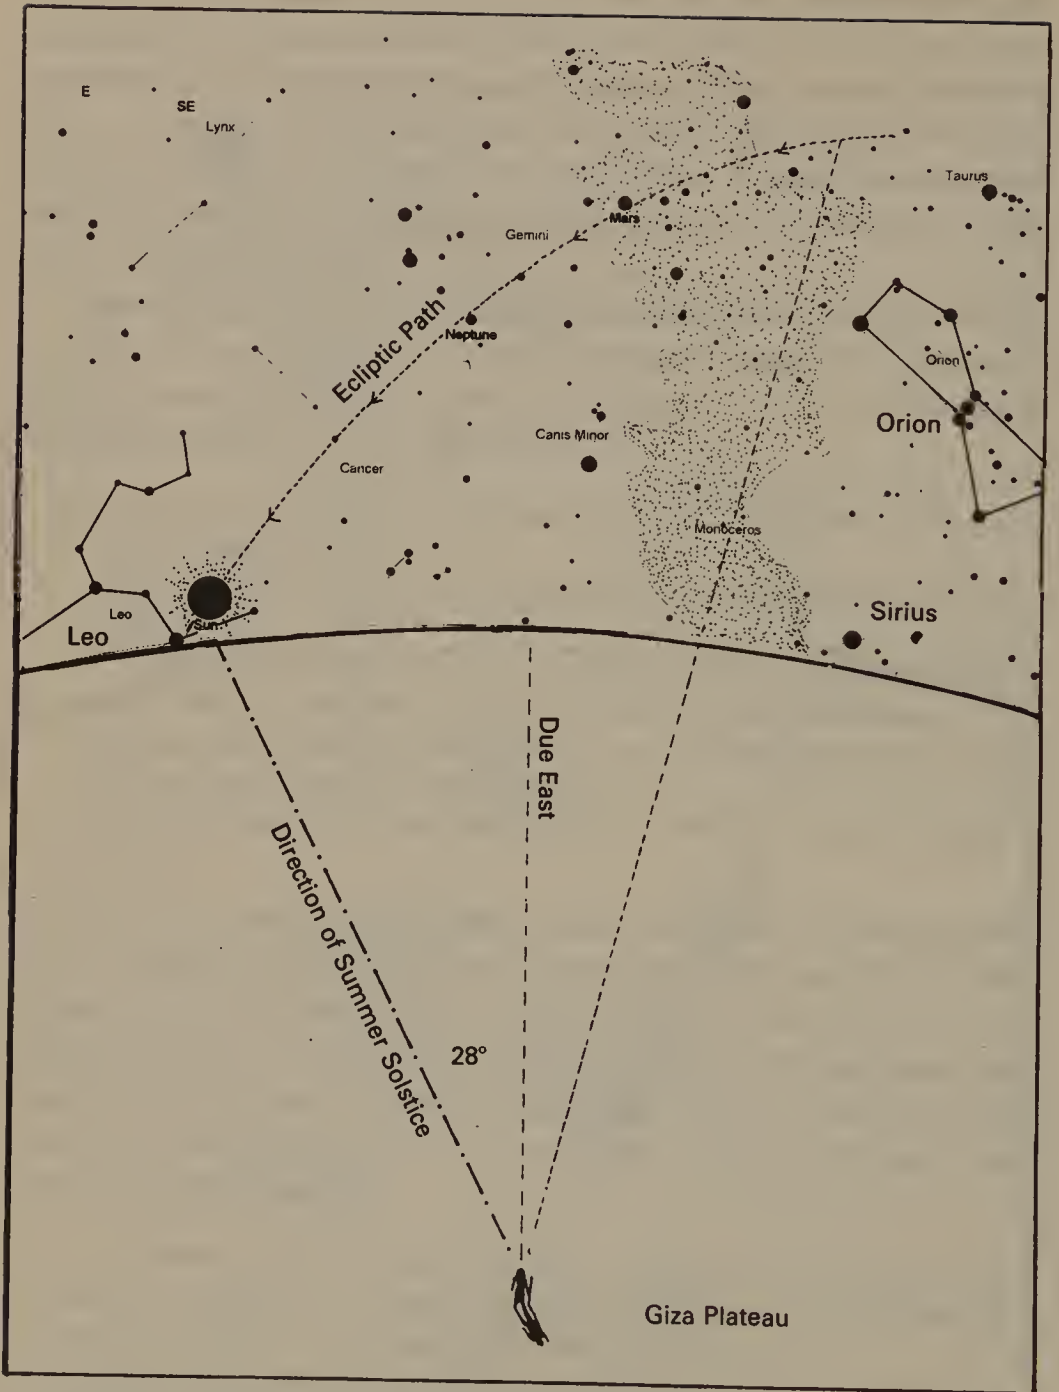 E
SE
Lynx
Taurus
Mars
Gemini
Neptune
Ecliptic Path
Orion
Orion
Canis Minor
Cancer
Monoceros
Leo
Leo
Sun
Sirius
Due East
Direction of Summer Solstice
28°
Giza Plateau